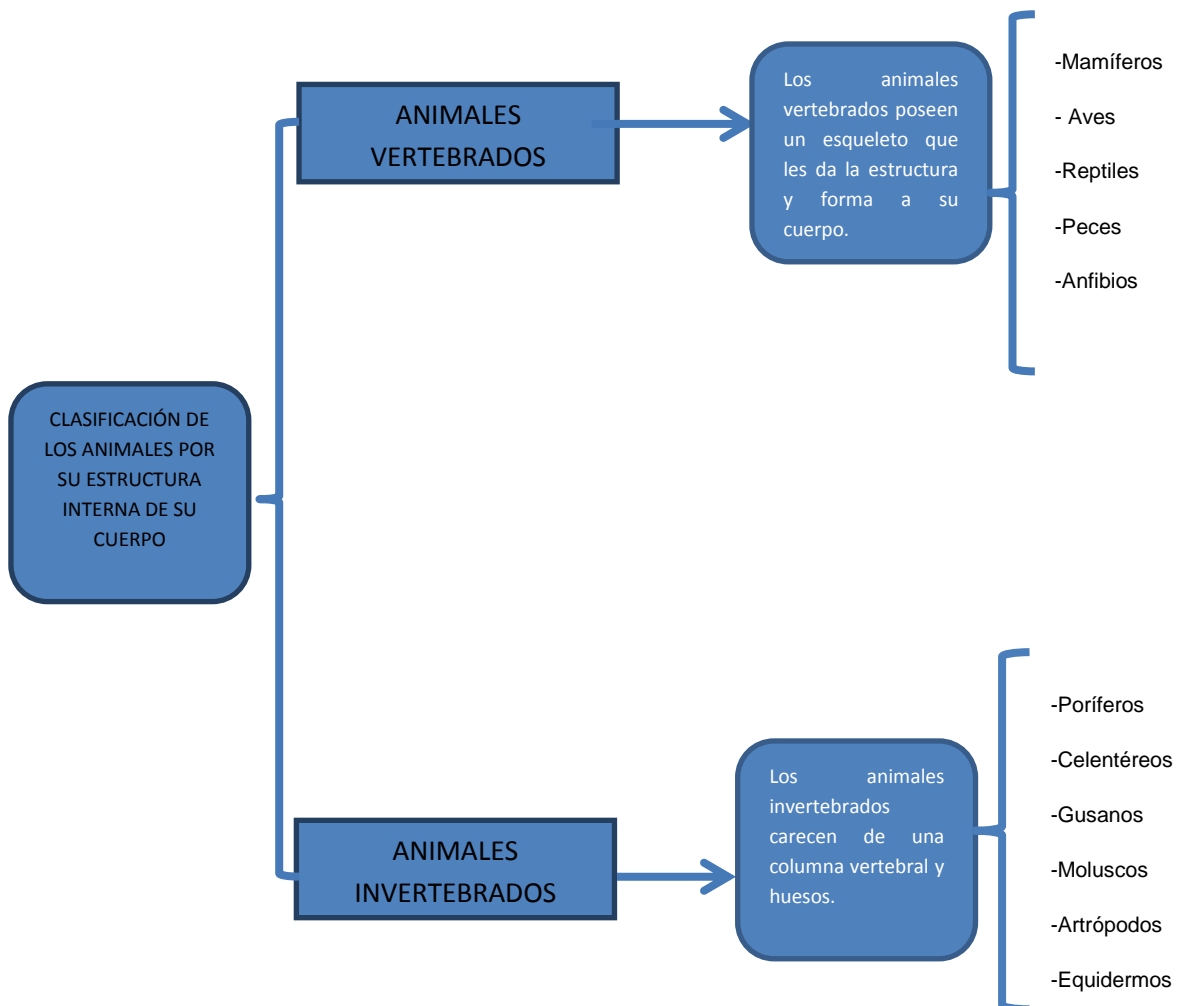 CLASIFICACIÓN DE
LOS ANIMALES POR
SU ESTRUCTURA
INTERNA DE SU
CUERPO
ANIMALES
VERTEBRADOS
Los animales
vertebrados poseen
un esqueleto que
les da la estructura
y forma a su
cuerpo.
-Mamíferos
- Aves
-Reptiles
-Peces
-Anfibios
ANIMALES
INVERTEBRADOS
Los animales
invertebrados
carecen de una
columna vertebral y
huesos.
-Poríferos
-Celentéreos
-Gusanos
-Moluscos
-Artrópodos
-Equidermos